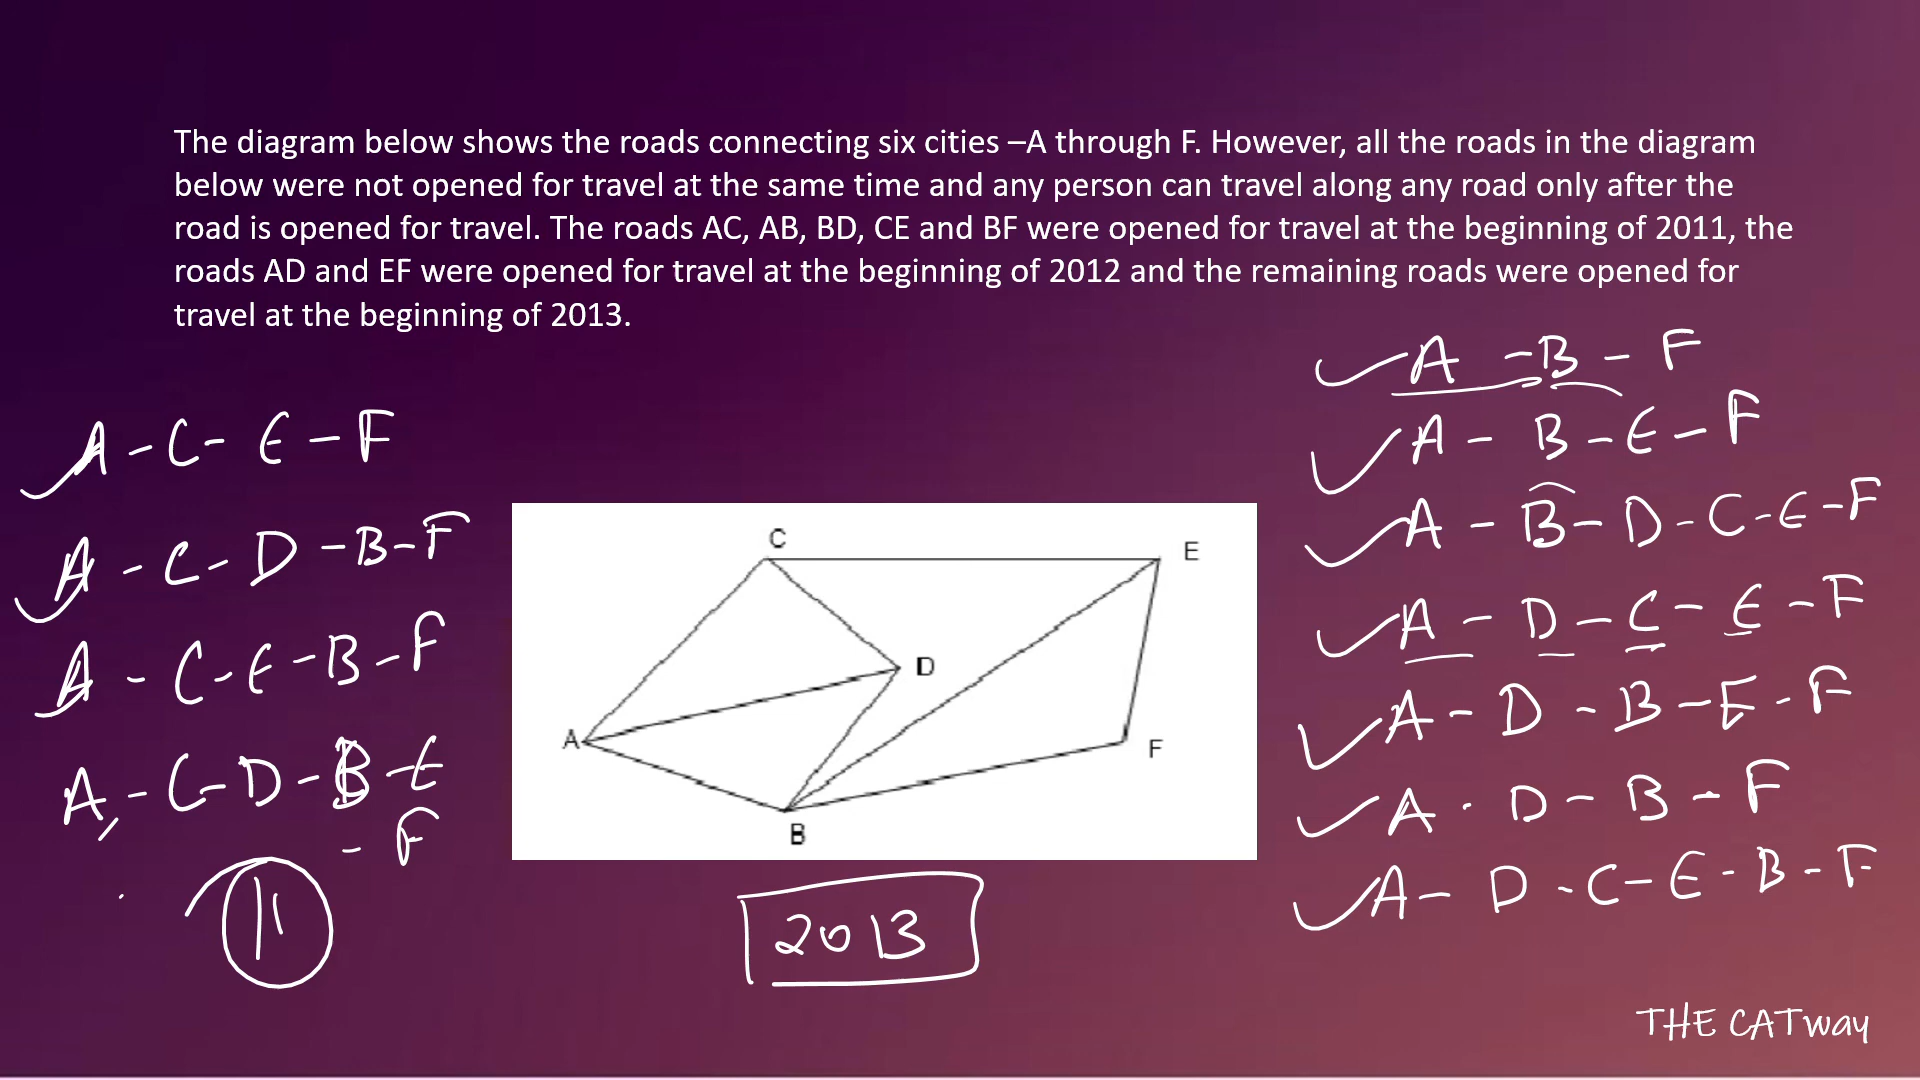 The diagram below shows the roads connecting six cities –A through F. However, all the roads in the diagram
below were not opened for travel at the same time and any person can travel along any road only after the
road is opened for travel. The roads AC, AB, BD, CE and BF were opened for travel at the beginning of 2011, the
roads AD and EF were opened for travel at the beginning of 2012 and the remaining roads were opened for
travel at the beginning of 2013.
A - C - E - F
A - C - D - B - F
A - C - E - B - F
A - C - D - B - E
- F
11
C
E
D
A
F
B
2013
A - B - F
A - B - E - F
A - B - D - C - E - F
A - D - C - E - F
A - D - B - E - F
A - D - B - F
A - D - C - E - B - F
THE CATway